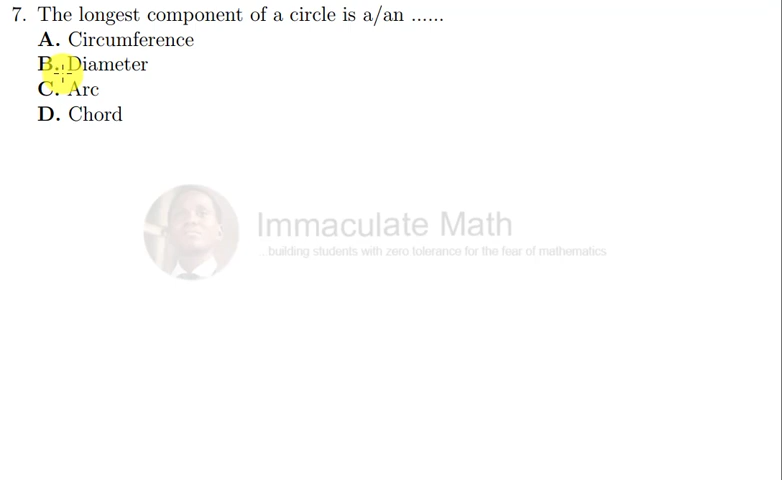 7. The longest component of a circle is a/an ......
A. Circumference
B. Diameter
C. Arc
D. Chord
Immaculate Math
..building students with zero tolerance for the fear of mathematics